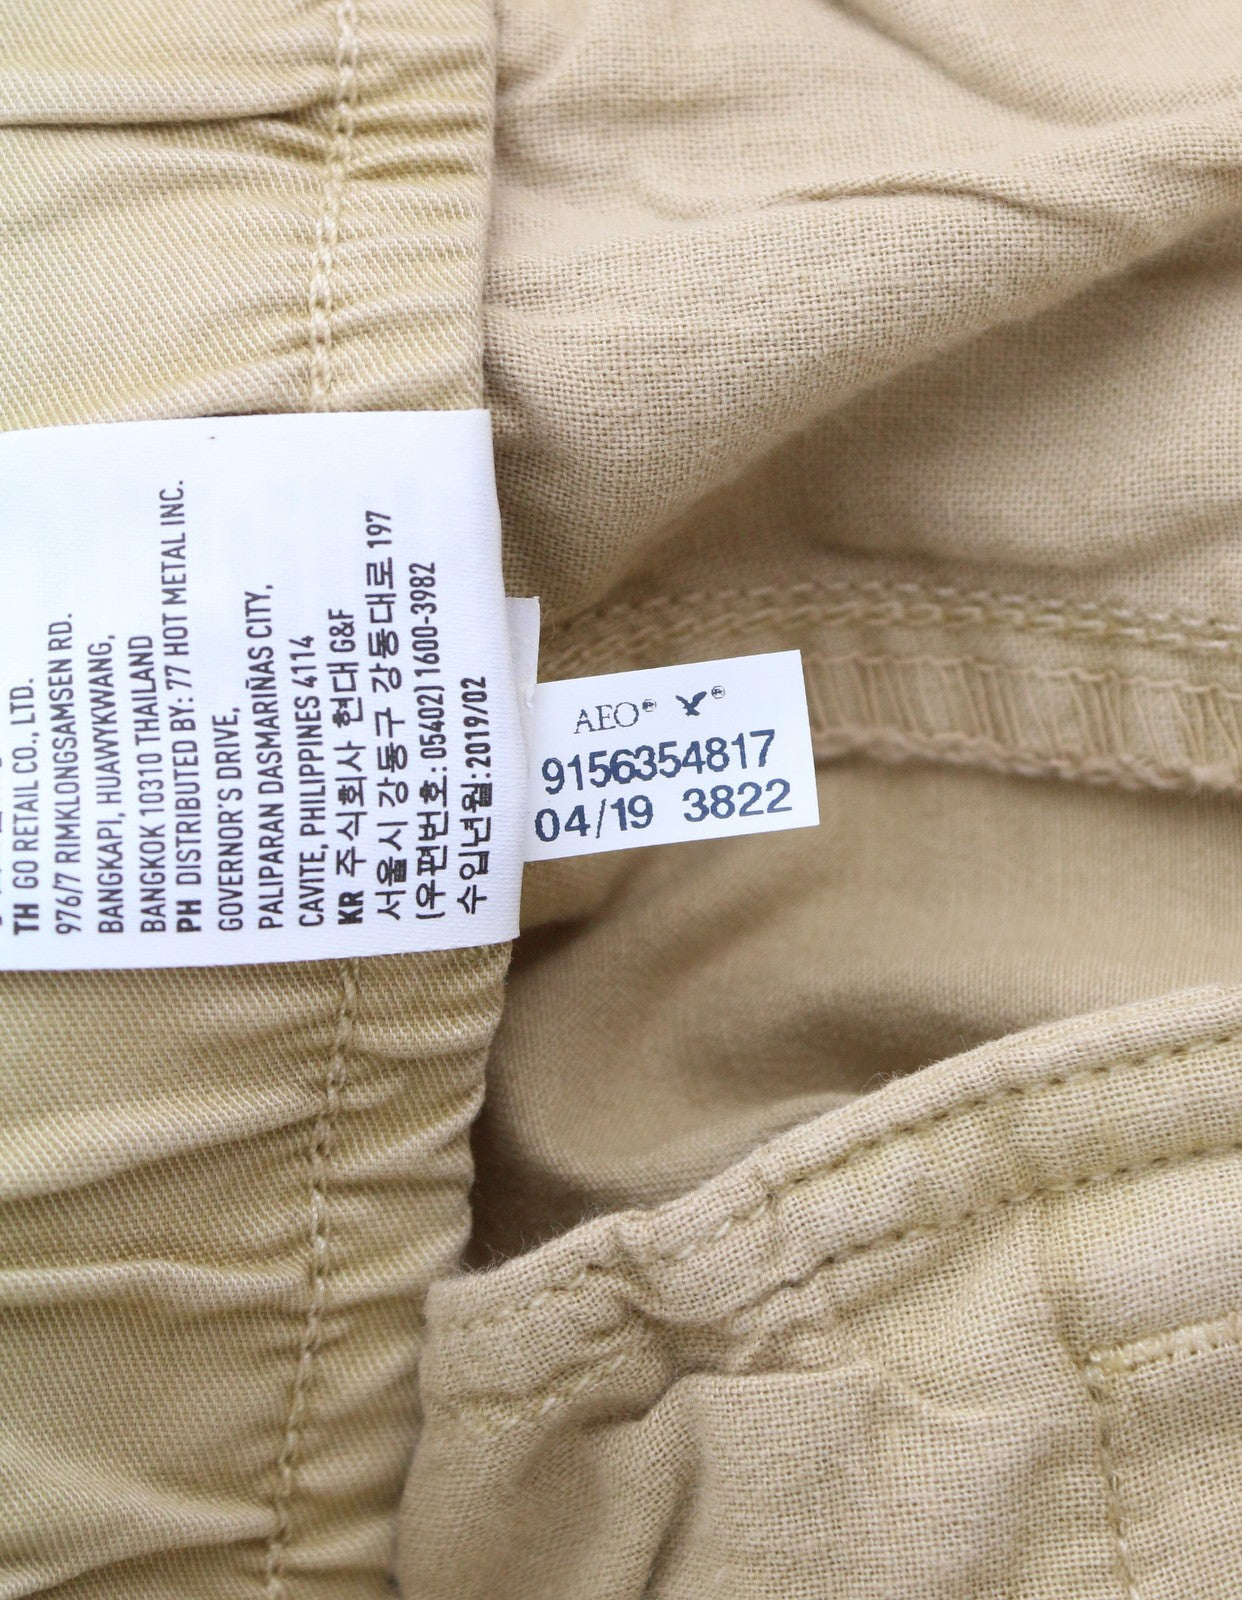 TH GO RETAIL CO., LTD.
976/7 RIMKLONGSAMSEN RD.
BANGKAPI, HUAWYKWANG,
BANGKOK 10310 THAILAND
PH DISTRIBUTED BY: 777 HOT METAL INC.
GOVERNOR'S DRIVE,
PALIPARAN DASMARIÑAS CITY,
CAVITE, PHILIPPINES 4114
KR 주식회사 현대 G&F
서울시 강동구 강동대로 197
(우편번호: 05402) 1600-3982
수입년월: 2019/02
AEO® ®
9156354817
04/19 3822